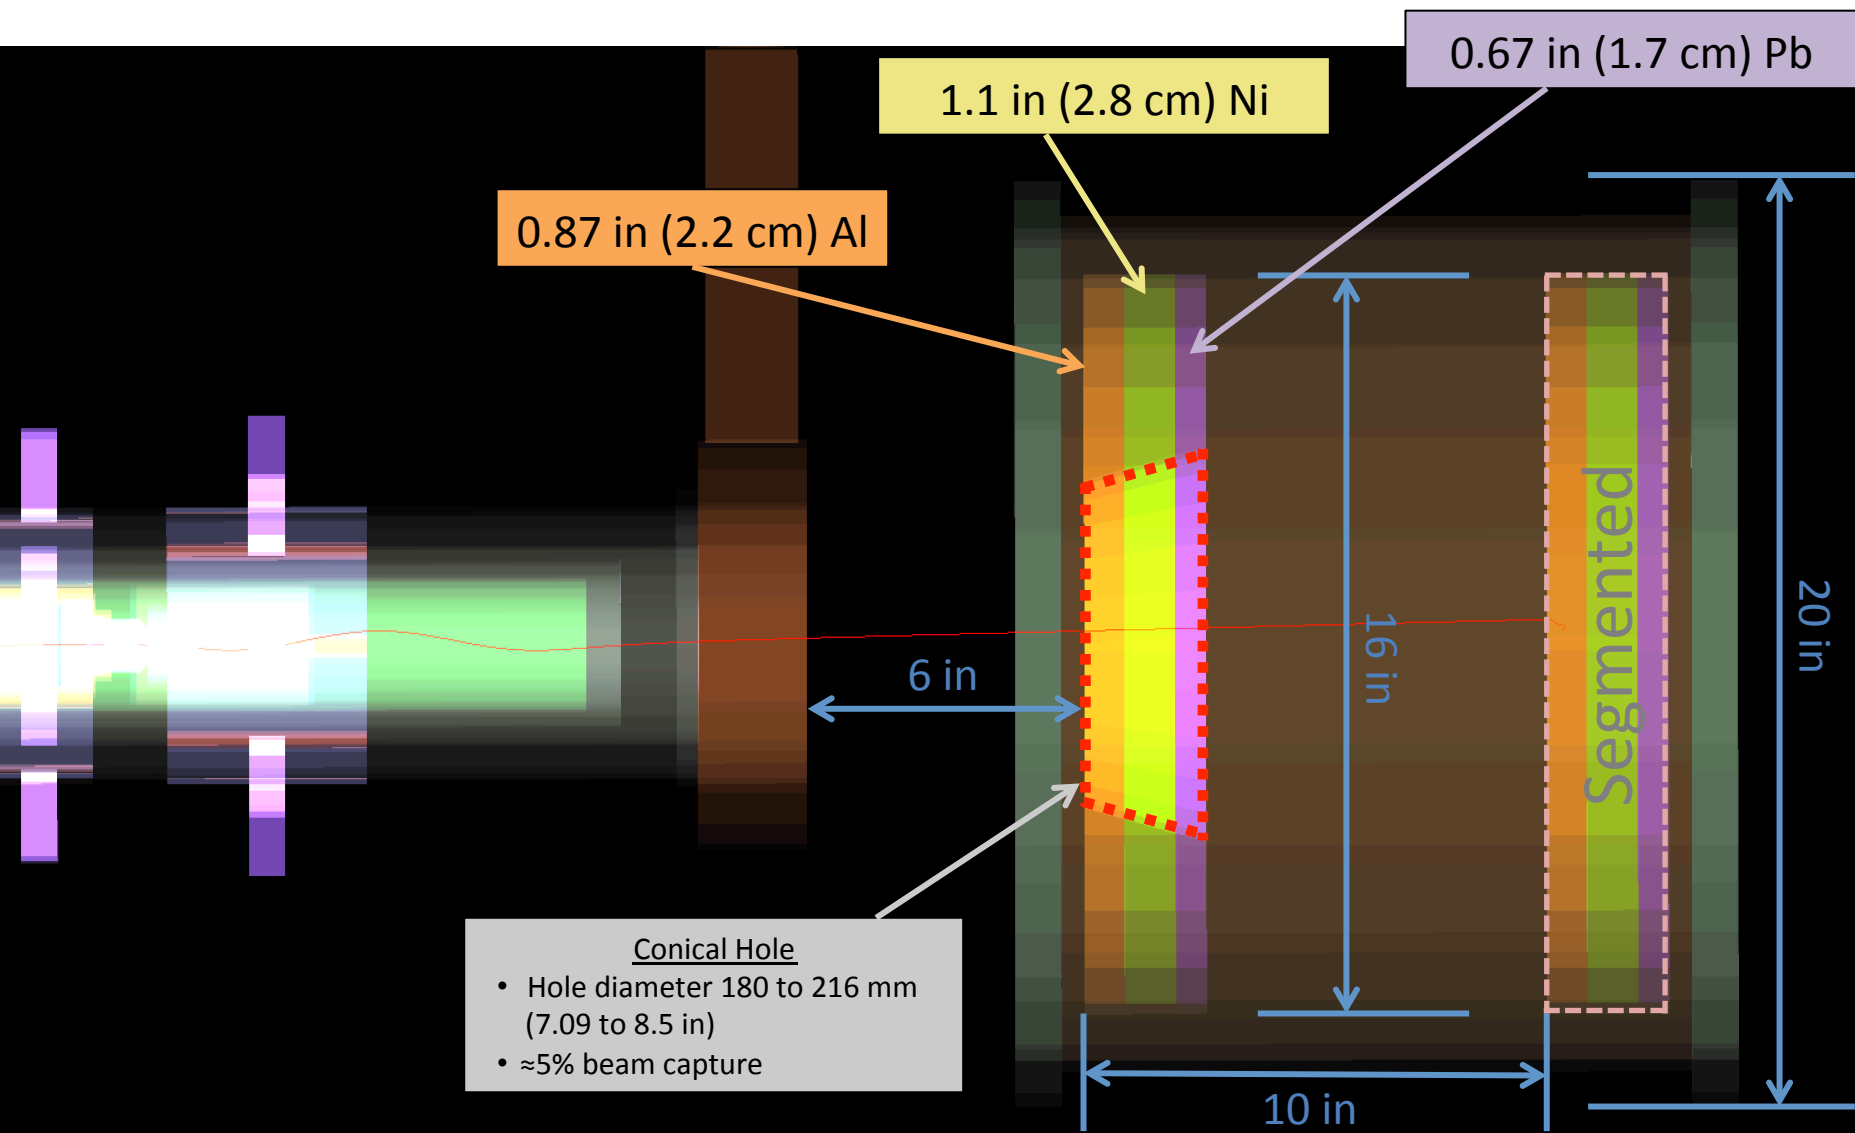 0.67 in (1.7 cm) Pb
1.1 in (2.8 cm) Ni
0.87 in (2.2 cm) Al
6 in
16 in
Segmented
20 in
Conical Hole
• Hole diameter 180 to 216 mm
(7.09 to 8.5 in)
• ≈5% beam capture
10 in